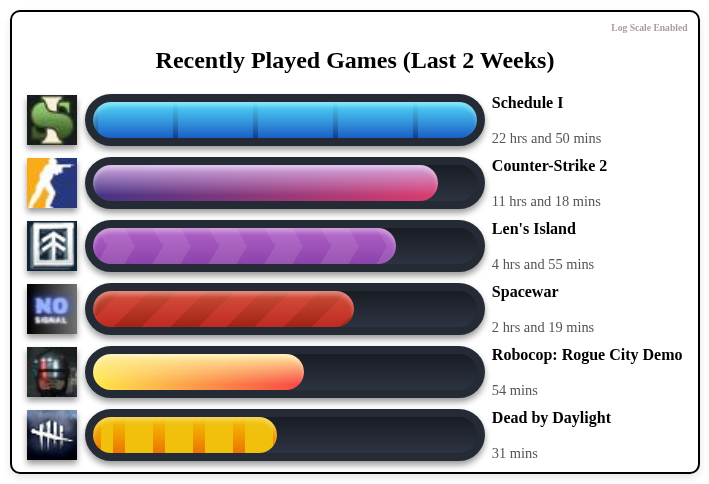 Log Scale Enabled
Recently Played Games (Last 2 Weeks)
Schedule I
22 hrs and 50 mins
Counter-Strike 2
11 hrs and 18 mins
Len's Island
4 hrs and 55 mins
NO
SIGNAL
Spacewar
2 hrs and 19 mins
Robocop: Rogue City Demo
54 mins
Dead by Daylight
31 mins